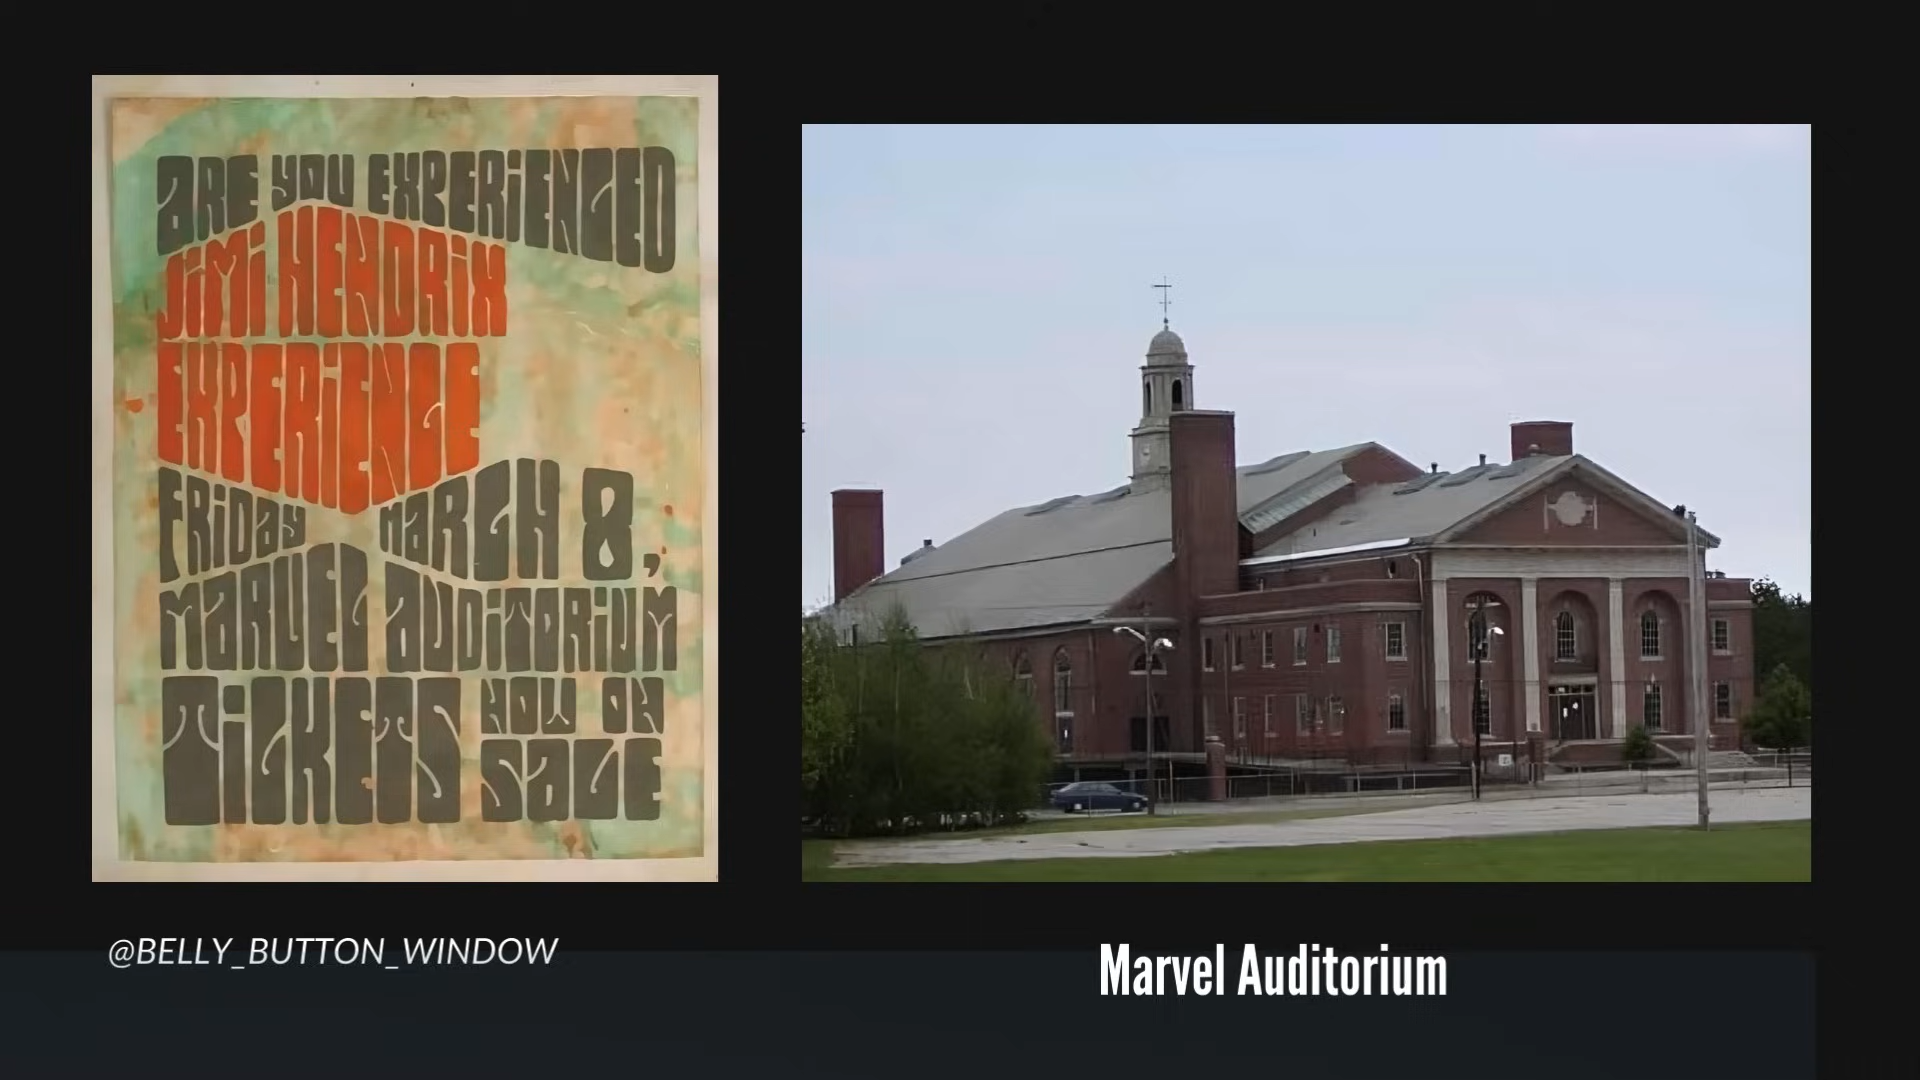 ARE YOU EXPERIENCED
JIMI HENDRIX
EXPERIENCE
FRIDAY MARCH 8,
MARVEL AUDITORIUM
TICKETS NOW ON
SALE
@BELLY_BUTTON_WINDOW
Marvel Auditorium